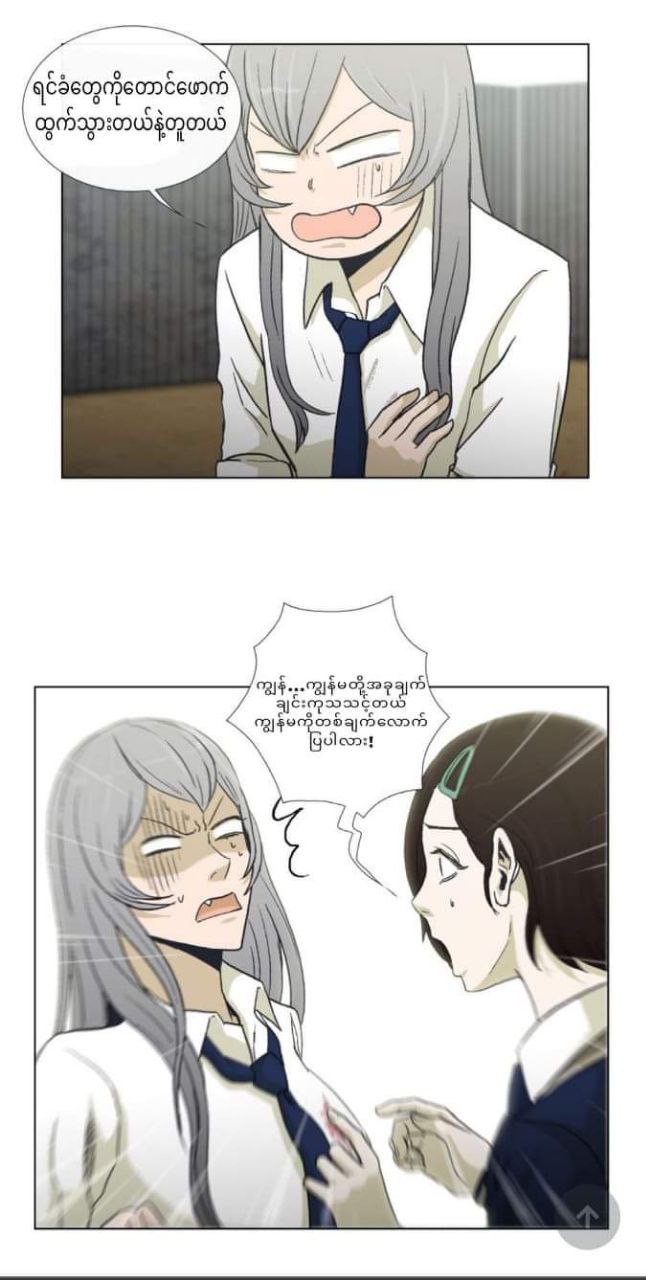 ရင်ခံတွေကိုတောင်ဖောက်
ထွက်သွားတယ်နဲ့တူတယ်
ကျွန်...ကျွန်မတို့အခုချက်
ချင်းကုသသင့်တယ်
ကျွန်မကိုတစ်ချက်လောက်
ပြပါလား!